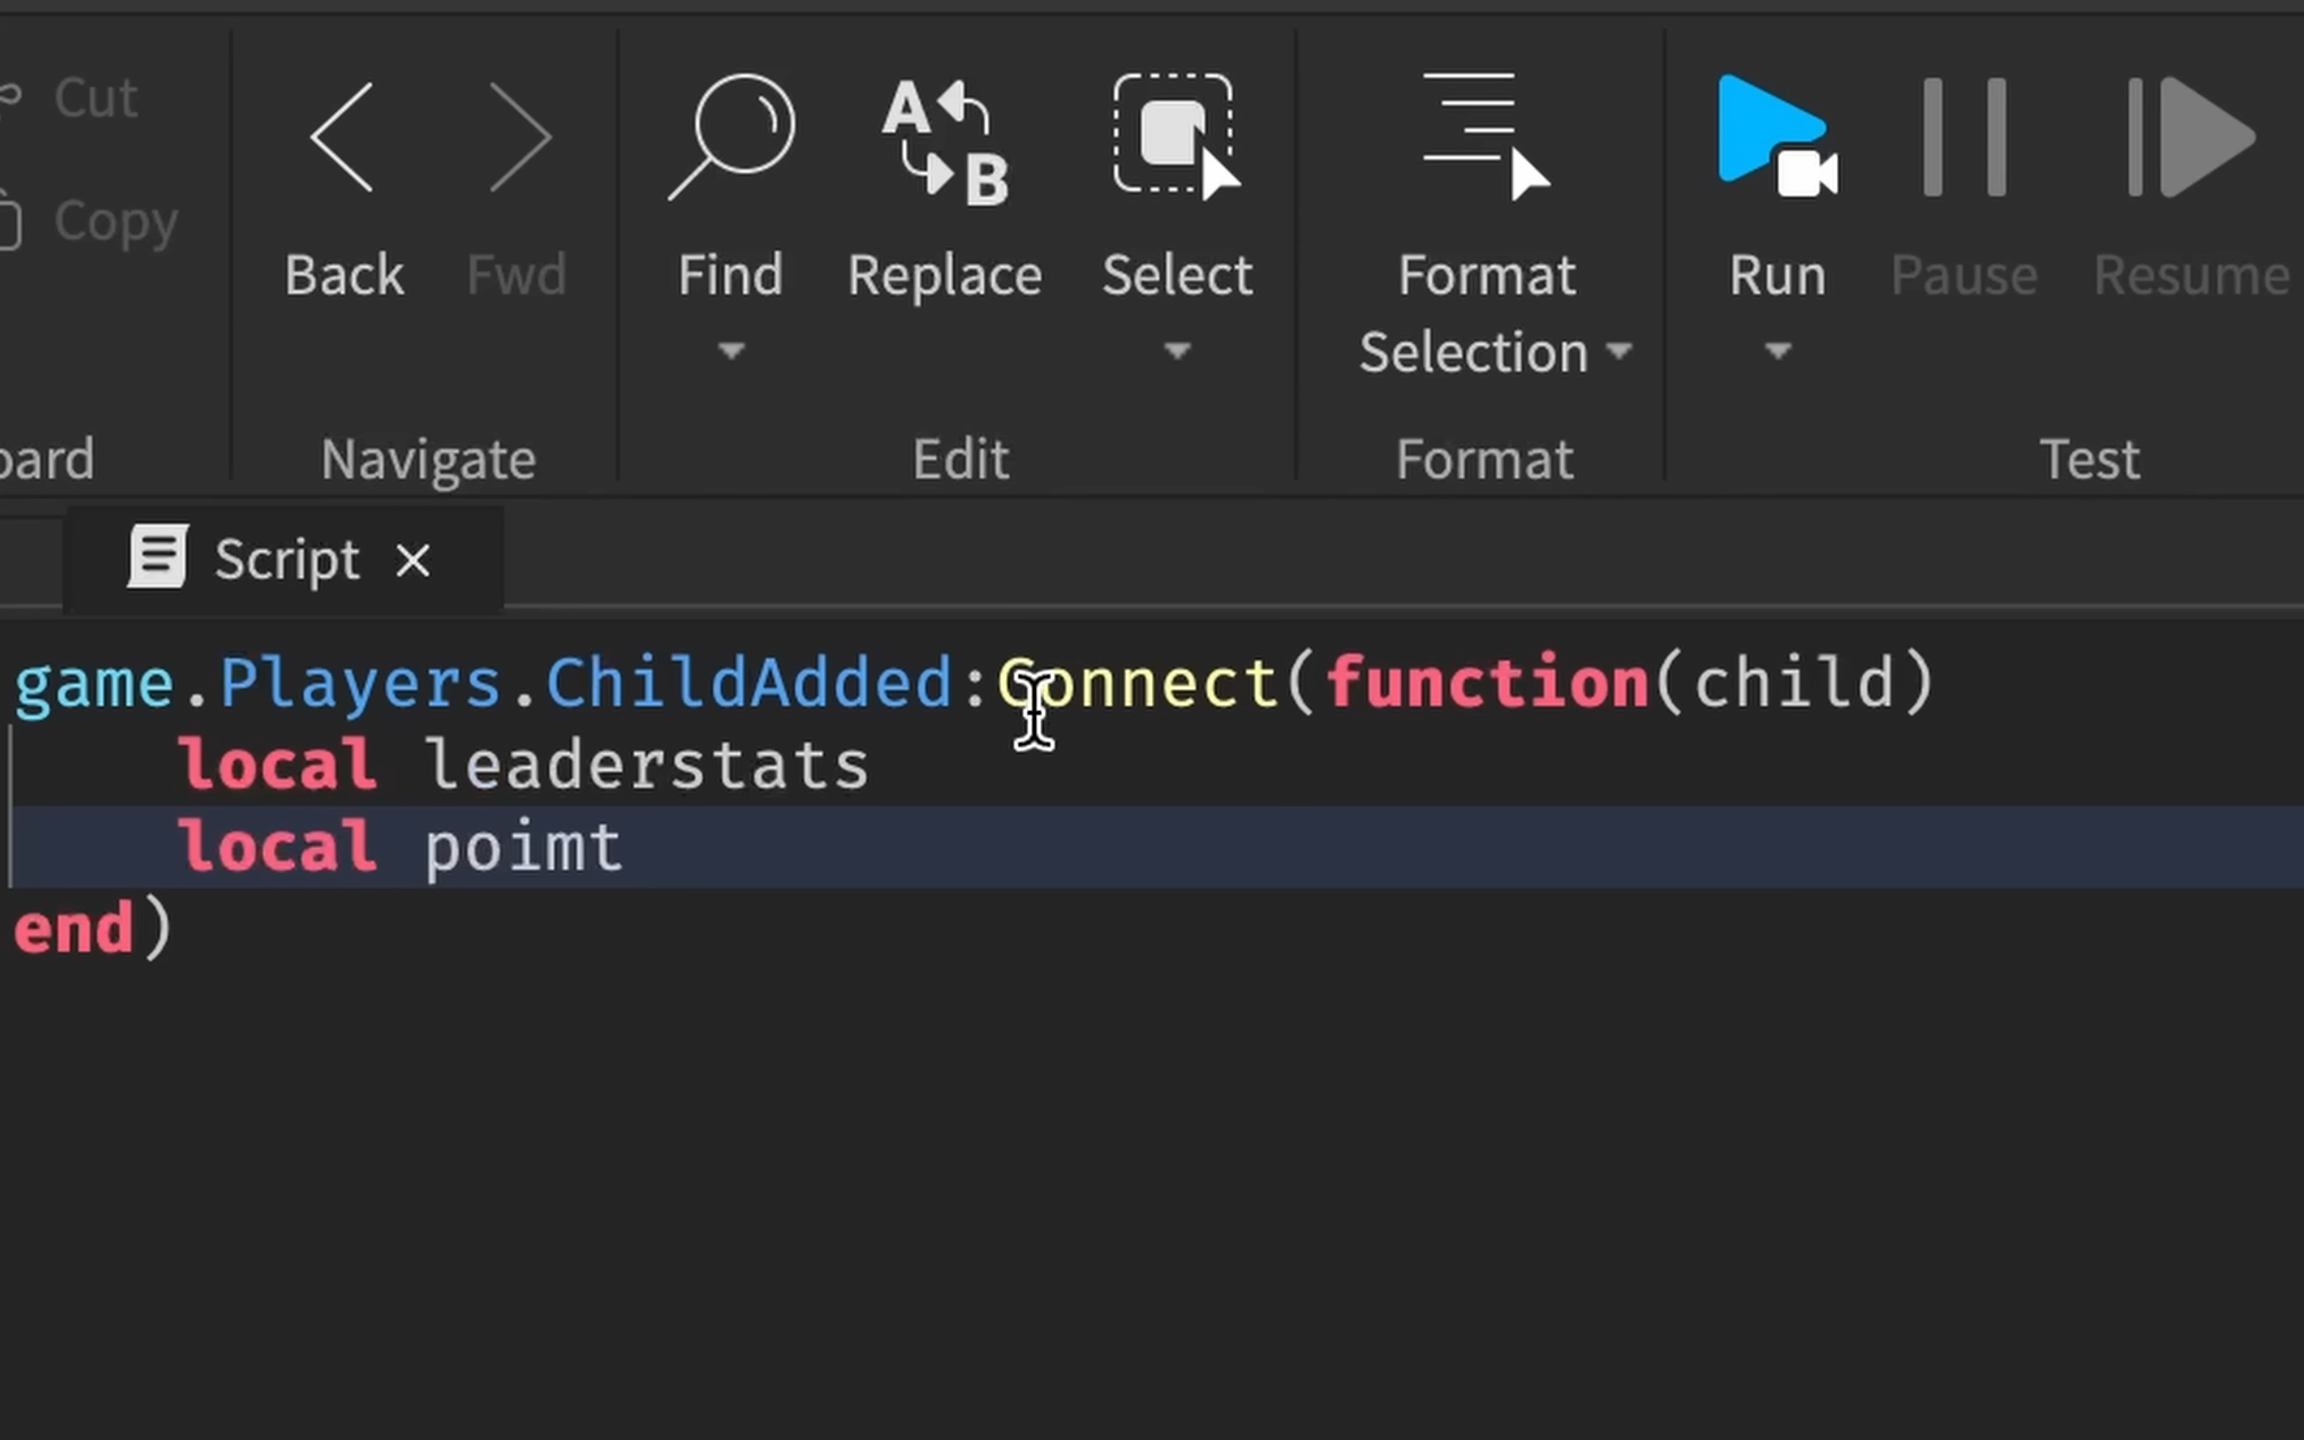 Cut
Copy
Back Fwd Find Replace Select Format Selection Run Pause Resume
A B
oard Navigate Edit Format Test
Script
game.Players.ChildAdded:Connect(function(child)
local leaderstats
local poimt
end)